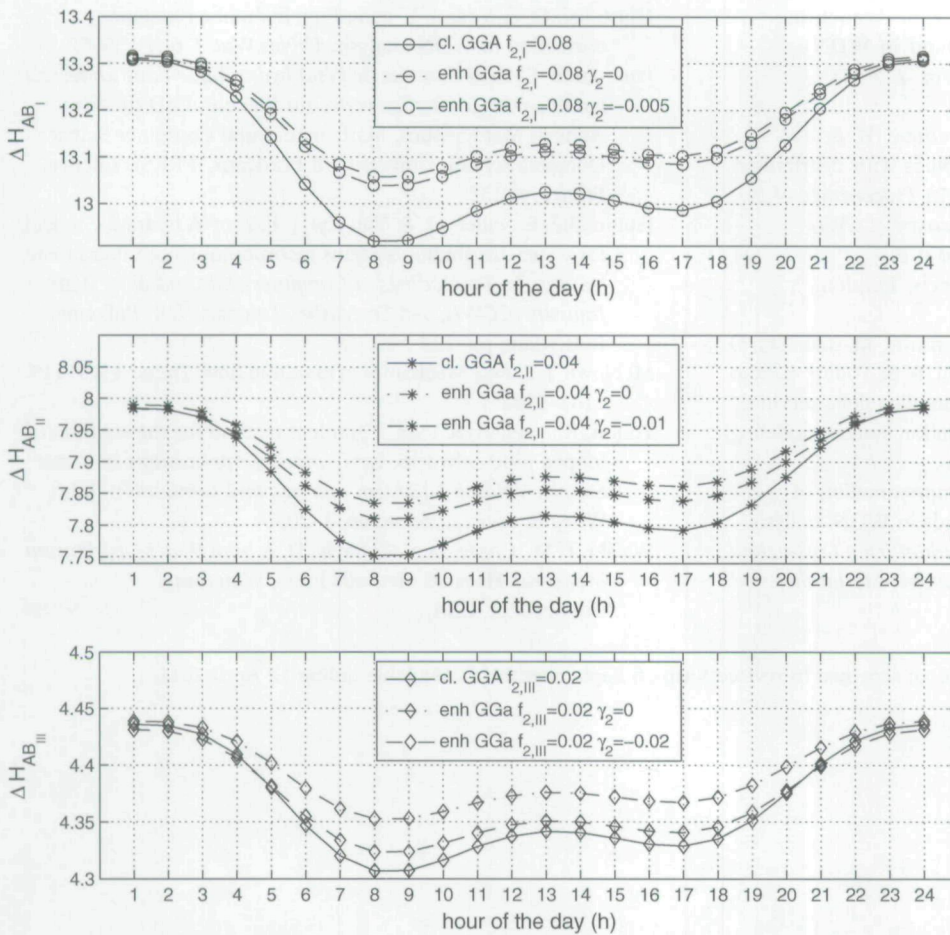 13.4
13.3
13.2
13.1
13
Δ H_AB_I
cl. GGA f_2,I=0.08
enh GGa f_2,I=0.08 γ_2=0
enh GGa f_2,I=0.08 γ_2=−0.005
1 2 3 4 5 6 7 8 9 10 11 12 13 14 15 16 17 18 19 20 21 22 23 24
hour of the day (h)
8.05
8
7.95
7.9
7.85
7.8
7.75
Δ H_AB_II
cl. GGA f_2,II=0.04
enh GGa f_2,II=0.04 γ_2=0
enh GGa f_2,II=0.04 γ_2=−0.01
1 2 3 4 5 6 7 8 9 10 11 12 13 14 15 16 17 18 19 20 21 22 23 24
hour of the day (h)
4.5
4.45
4.4
4.35
4.3
Δ H_AB_III
cl. GGA f_2,III=0.02
enh GGa f_2,III=0.02 γ_2=0
enh GGa f_2,III=0.02 γ_2=−0.02
1 2 3 4 5 6 7 8 9 10 11 12 13 14 15 16 17 18 19 20 21 22 23 24
hour of the day (h)